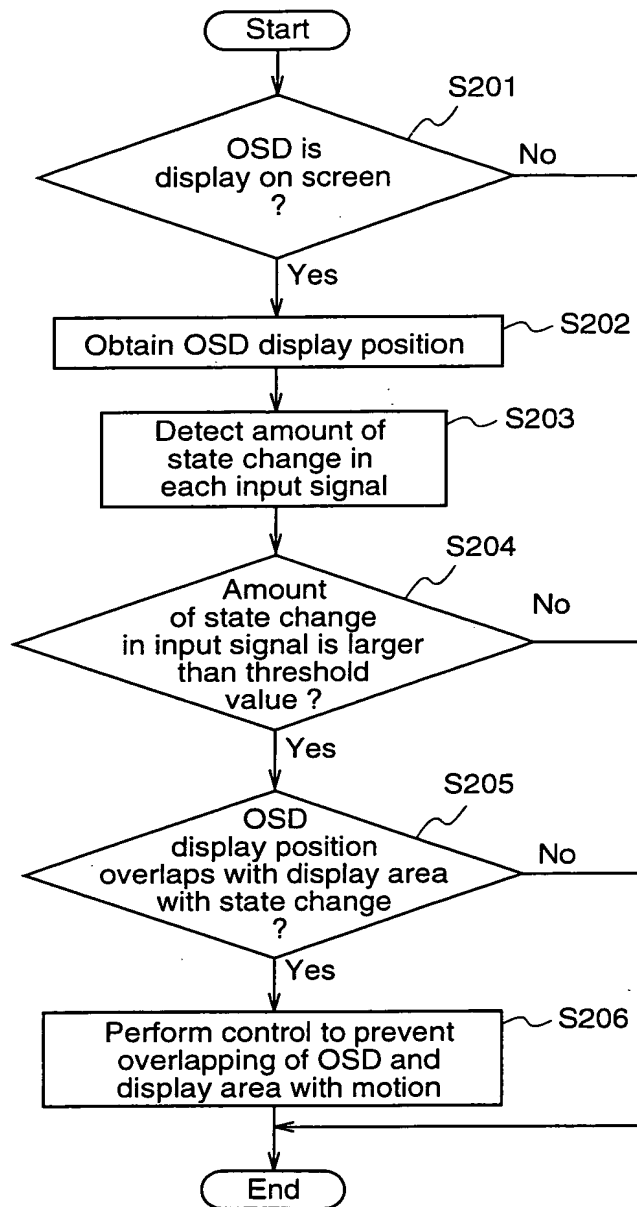 Start
S201
OSD is
display on screen
?
No
Yes
S202
Obtain OSD display position
S203
Detect amount of
state change in
each input signal
S204
Amount
of state change
in input signal is larger
than threshold
value ?
No
Yes
S205
OSD
display position
overlaps with display area
with state change
?
No
Yes
S206
Perform control to prevent
overlapping of OSD and
display area with motion
End